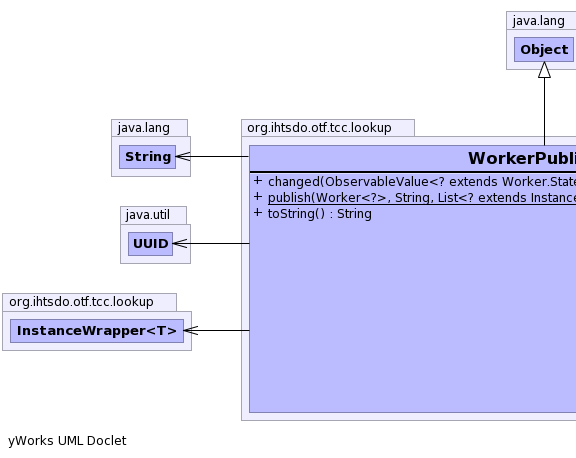 java.lang
Object
java.lang
String
org.ihtsdo.otf.tcc.lookup
WorkerPubli
+ changed(ObservableValue<? extends Worker.State
+ publish(Worker<?>, String, List<? extends Instance
+ toString() : String
java.util
UUID
org.ihtsdo.otf.tcc.lookup
InstanceWrapper<T>
yWorks UML Doclet